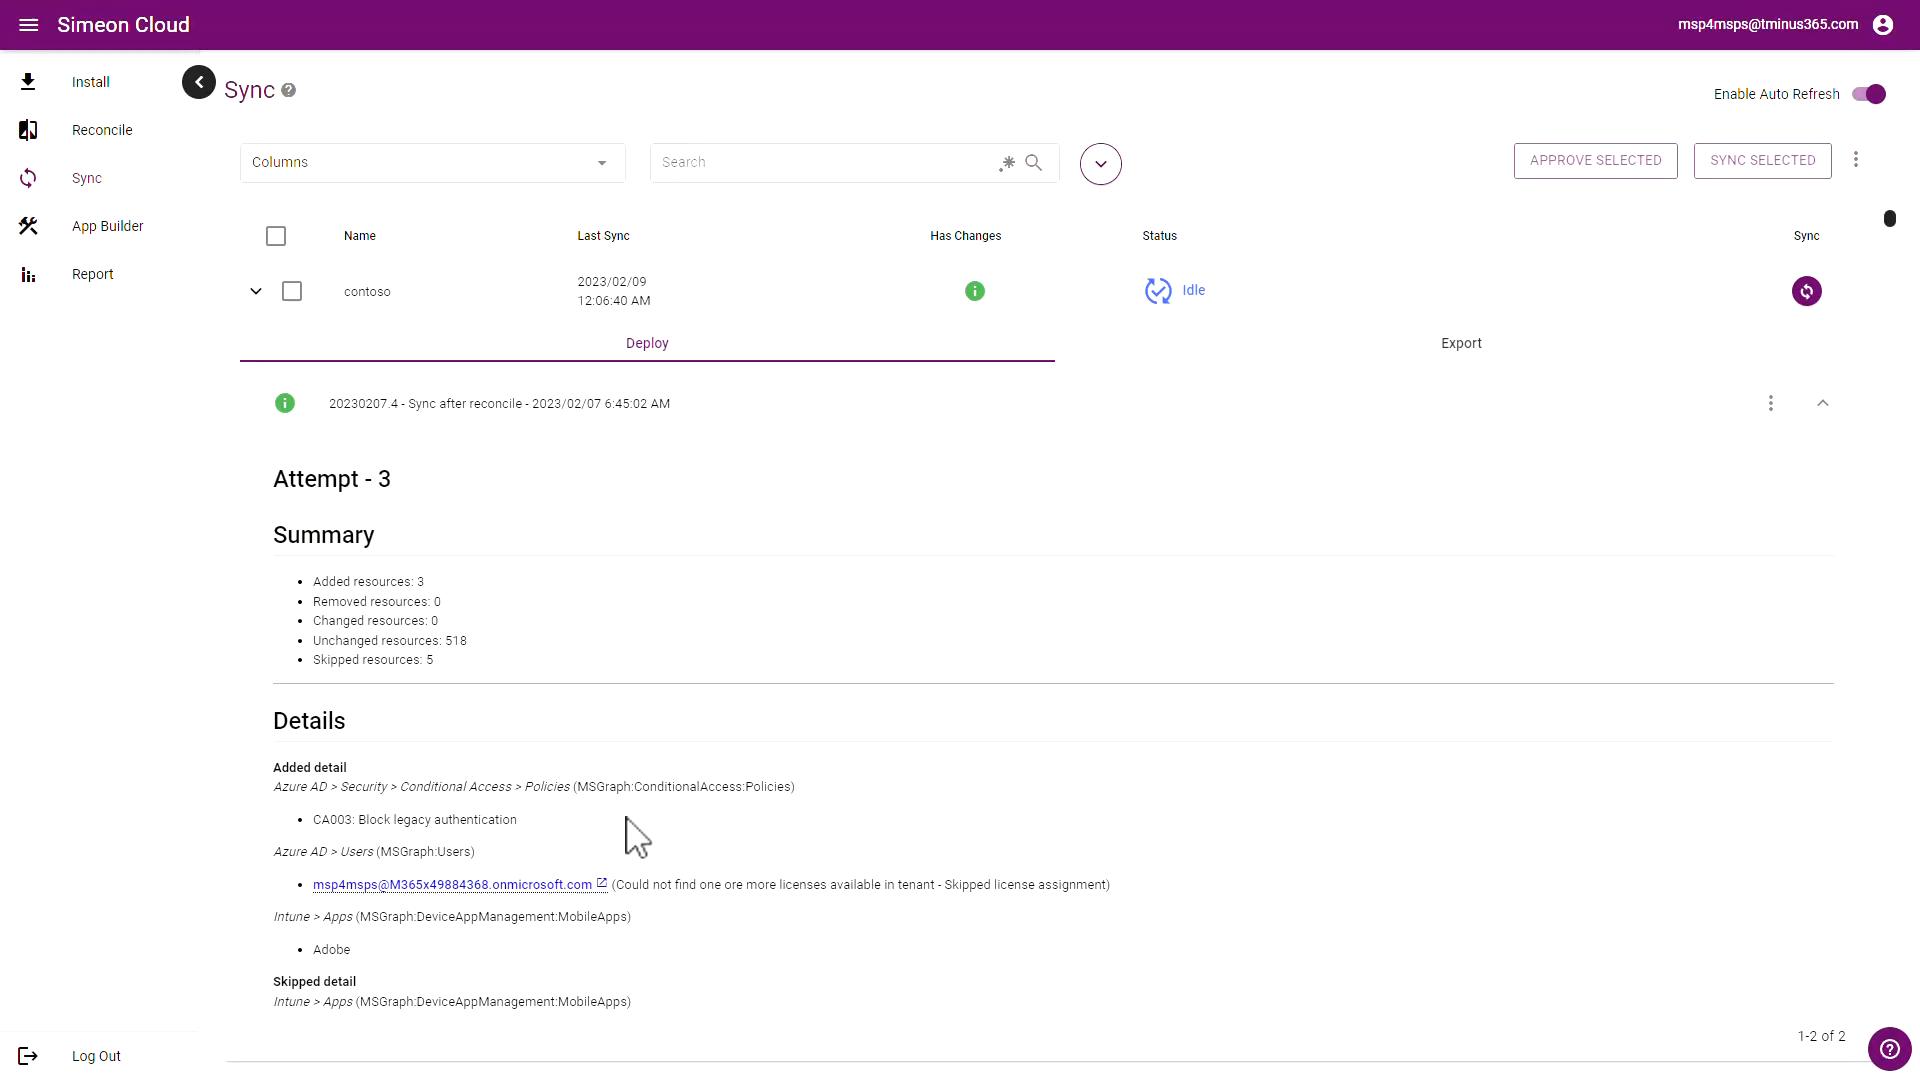 Simeon Cloud
msp4msps@tminus365.com
Install
Reconcile
Sync
App Builder
Report
Log Out
Sync
Enable Auto Refresh
Columns
Search
APPROVE SELECTED
SYNC SELECTED
Name Last Sync Has Changes Status Sync
contoso
2023/02/09
12:06:40 AM
Idle
Deploy
Export
20230207.4 - Sync after reconcile - 2023/02/07 6:45:02 AM
Attempt - 3
Summary
Added resources: 3
Removed resources: 0
Changed resources: 0
Unchanged resources: 518
Skipped resources: 5
Details
Added detail
Azure AD > Security > Conditional Access > Policies (MSGraph:ConditionalAccess:Policies)
CA003: Block legacy authentication
Azure AD > Users (MSGraph:Users)
msp4msps@M365x49884368.onmicrosoft.com (Could not find one ore more licenses available in tenant - Skipped license assignment)
Intune > Apps (MSGraph:DeviceAppManagement:MobileApps)
Adobe
Skipped detail
Intune > Apps (MSGraph:DeviceAppManagement:MobileApps)
1-2 of 2